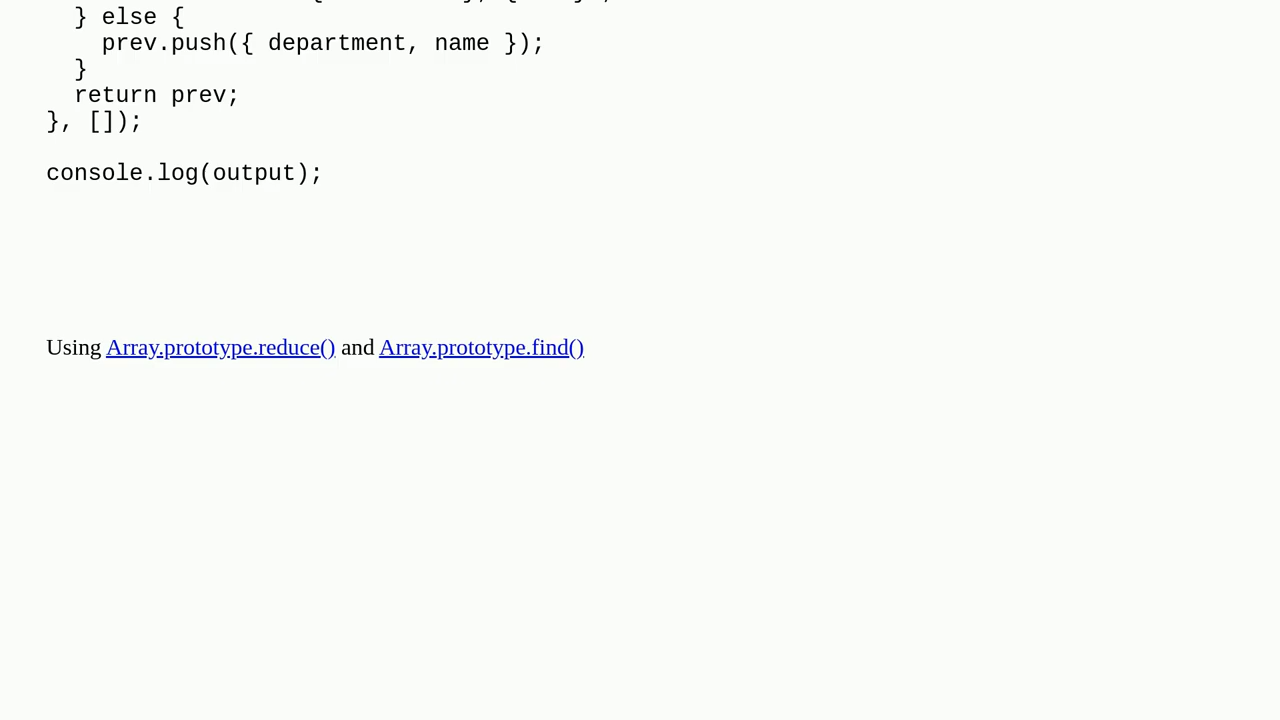 } else {
prev.push({ department, name });
}
return prev;
}, []);
console.log(output);
Using Array.prototype.reduce() and Array.prototype.find()